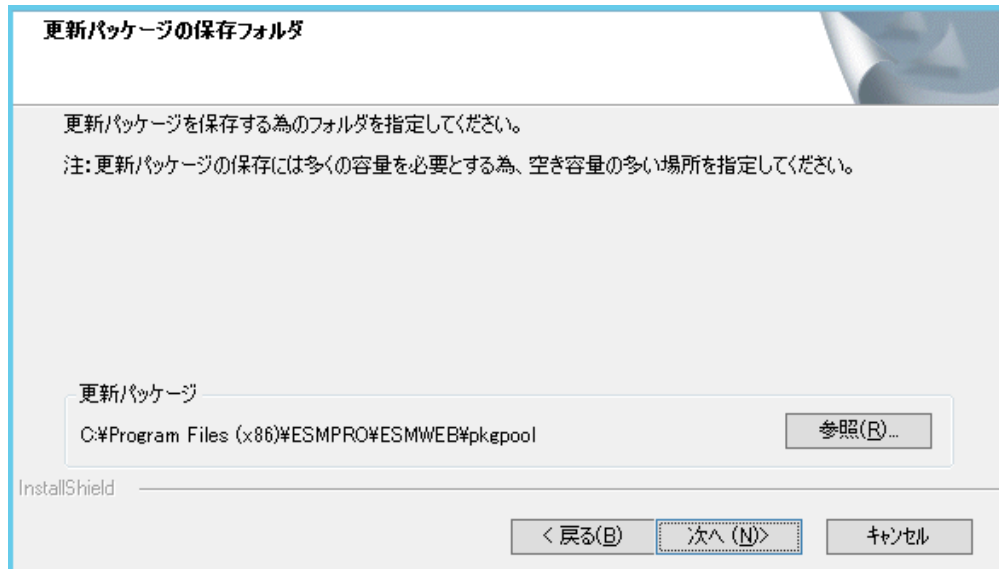 更新パッケージの保存フォルダ
更新パッケージを保存する為のフォルダを指定してください。
注：更新パッケージの保存には多くの容量を必要とする為、空き容量の多い場所を指定してください。
更新パッケージ
C:¥Program Files (x86)¥ESMPRO¥ESMWEB¥pkgpool
参照(R)...
InstallShield
< 戻る(B)
次へ (N)>
キャンセル